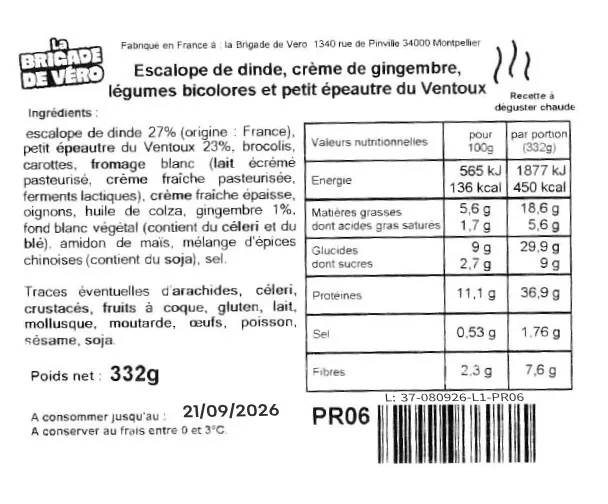 La
BRIGADE
DE VÉRO
Fabriqué en France à : la Brigade de Vero 1340 rue de Pinville 34000 Montpellier
Escalope de dinde, crème de gingembre,
légumes bicolores et petit épeautre du Ventoux
Recette à
déguster chaude
Ingrédients :
escalope de dinde 27% (origine : France),
petit épeautre du Ventoux 23%, brocolis,
carottes, fromage blanc (lait écrémé
pasteurisé, crème fraîche pasteurisée,
ferments lactiques), crème fraîche épaisse,
oignons, huile de colza, gingembre 1%,
fond blanc végétal (contient du céleri et du
blé), amidon de maïs, mélange d'épices
chinoises (contient du soja), sel.
Traces éventuelles d'arachides, céleri,
crustacés, fruits à coque, gluten, lait,
mollusque, moutarde, œufs, poisson,
sésame, soja.
Poids net : 332g
A consommer jusqu'au : 21/09/2026
A conserver au frais entre 0 et 3°C.
Valeurs nutritionnelles pour 100g par portion (332g)
Energie 565 kJ 1877 kJ
136 kcal 450 kcal
Matières grasses 5,6 g 18,6 g
dont acides gras saturés 1,7 g 5,6 g
Glucides 9 g 29,9 g
dont sucres 2,7 g 9 g
Protéines 11,1 g 36,9 g
Sel 0,53 g 1,76 g
Fibres 2,3 g 7,6 g
L: 37-080926-L1-PR06
PR06